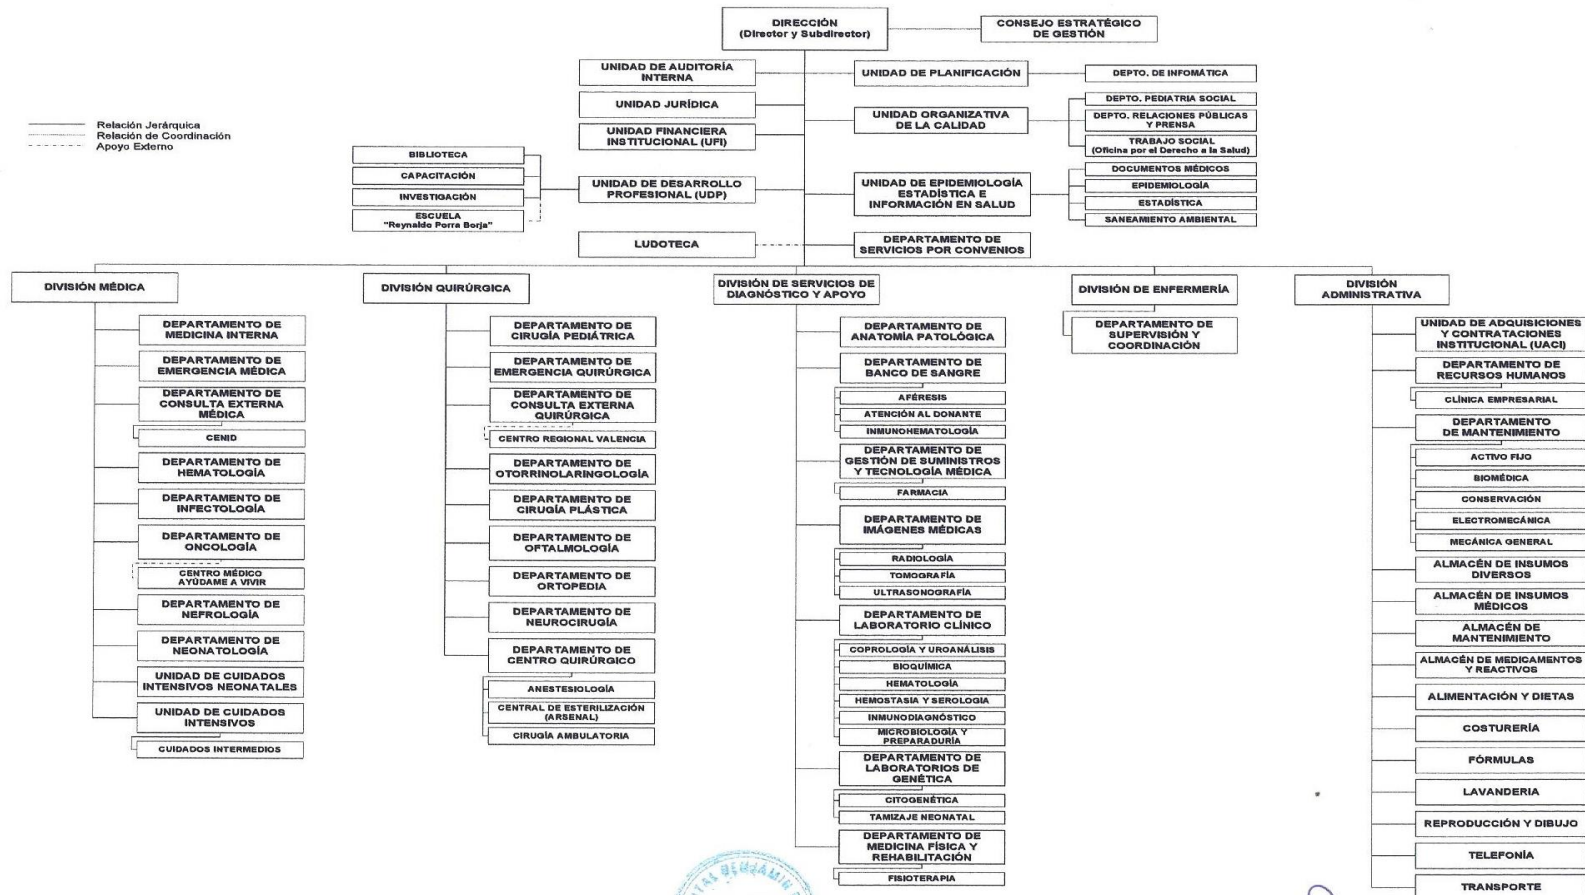 DIRECCIÓN
(Director y Subdirector)
CONSEJO ESTRATÉGICO
DE GESTIÓN
UNIDAD DE AUDITORÍA
INTERNA
UNIDAD DE PLANIFICACIÓN
DEPTO. DE INFOMÁTICA
UNIDAD JURÍDICA
UNIDAD ORGANIZATIVA
DE LA CALIDAD
DEPTO. PEDIATRIA SOCIAL
DEPTO. RELACIONES PÚBLICAS
Y PRENSA
TRABAJO SOCIAL
(Oficina por el Derecho a la Salud)
Relación Jerárquica
Relación de Coordinación
Apoyo Externo
UNIDAD FINANCIERA
INSTITUCIONAL (UFI)
BIBLIOTECA
CAPACITACIÓN
INVESTIGACIÓN
ESCUELA
"Reynaldo Porra Borja"
UNIDAD DE DESARROLLO
PROFESIONAL (UDP)
UNIDAD DE EPIDEMIOLOGÍA
ESTADÍSTICA E
INFORMACIÓN EN SALUD
DOCUMENTOS MÉDICOS
EPIDEMIOLOGÍA
ESTADÍSTICA
SANEAMIENTO AMBIENTAL
LUDOTECA
DEPARTAMENTO DE
SERVICIOS POR CONVENIOS
DIVISIÓN MÉDICA
DEPARTAMENTO DE
MEDICINA INTERNA
DEPARTAMENTO DE
EMERGENCIA MÉDICA
DEPARTAMENTO DE
CONSULTA EXTERNA
MÉDICA
CENID
DEPARTAMENTO DE
HEMATOLOGÍA
DEPARTAMENTO DE
INFECTOLOGÍA
DEPARTAMENTO DE
ONCOLOGÍA
CENTRO MÉDICO
AYÚDAME A VIVIR
DEPARTAMENTO DE
NEFROLOGÍA
DEPARTAMENTO DE
NEONATOLOGÍA
UNIDAD DE CUIDADOS
INTENSIVOS NEONATALES
UNIDAD DE CUIDADOS
INTENSIVOS
CUIDADOS INTERMEDIOS
DIVISIÓN QUIRÚRGICA
DEPARTAMENTO DE
CIRUGÍA PEDIÁTRICA
DEPARTAMENTO DE
EMERGENCIA QUIRÚRGICA
DEPARTAMENTO DE
CONSULTA EXTERNA
QUIRÚRGICA
CENTRO REGIONAL VALENCIA
DEPARTAMENTO DE
OTORRINOLARINGOLOGÍA
DEPARTAMENTO DE
CIRUGÍA PLÁSTICA
DEPARTAMENTO DE
OFTALMOLOGÍA
DEPARTAMENTO DE
ORTOPEDIA
DEPARTAMENTO DE
NEUROCIRUGÍA
DEPARTAMENTO DE
CENTRO QUIRÚRGICO
ANESTESIOLOGÍA
CENTRAL DE ESTERILIZACIÓN
(ARSENAL)
CIRUGÍA AMBULATORIA
DIVISIÓN DE SERVICIOS DE
DIAGNÓSTICO Y APOYO
DEPARTAMENTO DE
ANATOMÍA PATOLÓGICA
DEPARTAMENTO DE
BANCO DE SANGRE
AFÉRESIS
ATENCIÓN AL DONANTE
INMUNOHEMATOLOGÍA
DEPARTAMENTO DE
GESTIÓN DE SUMINISTROS
Y TECNOLOGÍA MÉDICA
FARMACIA
DEPARTAMENTO DE
IMÁGENES MÉDICAS
RADIOLOGÍA
TOMOGRAFÍA
ULTRASONOGRAFÍA
DEPARTAMENTO DE
LABORATORIO CLÍNICO
COPROLOGÍA Y UROANÁLISIS
BIOQUÍMICA
HEMATOLOGÍA
HEMOSTASIA Y SEROLOGIA
INMUNODIAGNÓSTICO
MICROBIOLOGÍA Y
PREPARADURÍA
DEPARTAMENTO DE
LABORATORIOS DE
GENÉTICA
CITOGENÉTICA
TAMIZAJE NEONATAL
DEPARTAMENTO DE
MEDICINA FÍSICA Y
REHABILITACIÓN
FISIOTERAPIA
DIVISIÓN DE ENFERMERÍA
DEPARTAMENTO DE
SUPERVISIÓN Y
COORDINACIÓN
DIVISIÓN
ADMINISTRATIVA
UNIDAD DE ADQUISICIONES
Y CONTRATACIONES
INSTITUCIONAL (UACI)
DEPARTAMENTO DE
RECURSOS HUMANOS
CLÍNICA EMPRESARIAL
DEPARTAMENTO
DE MANTENIMIENTO
ACTIVO FIJO
BIOMÉDICA
CONSERVACIÓN
ELECTROMECÁNICA
MECÁNICA GENERAL
ALMACÉN DE INSUMOS
DIVERSOS
ALMACÉN DE INSUMOS
MÉDICOS
ALMACÉN DE
MANTENIMIENTO
ALMACÉN DE MEDICAMENTOS
Y REACTIVOS
ALIMENTACIÓN Y DIETAS
COSTURERÍA
FÓRMULAS
LAVANDERIA
REPRODUCCIÓN Y DIBUJO
TELEFONÍA
TRANSPORTE
BENJAMIN